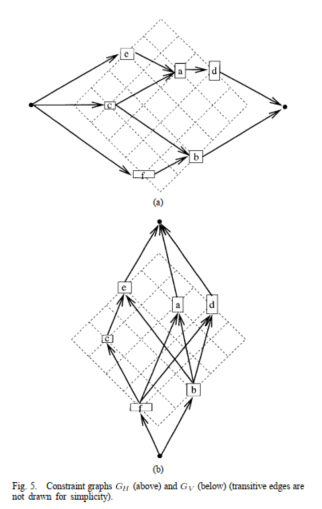 e
a
d
c
b
f
(a)
e
a
d
c
b
f
(b)
Fig. 5. Constraint graphs G_H (above) and G_V (below) (transitive edges are
not drawn for simplicity).